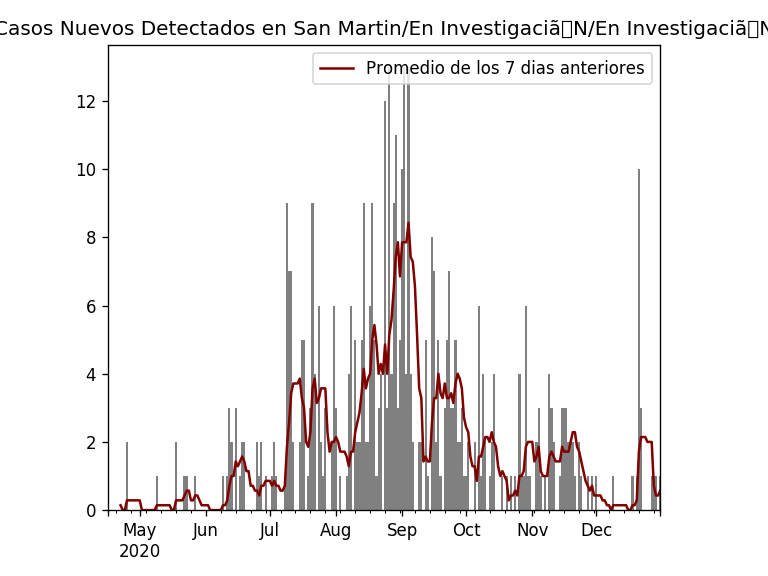 Casos Nuevos Detectados en San Martin/En Investigaciã▯N/En Investigaciã▯N
Promedio de los 7 dias anteriores
12
10
8
6
4
2
0
May Jun Jul Aug Sep Oct Nov Dec
2020